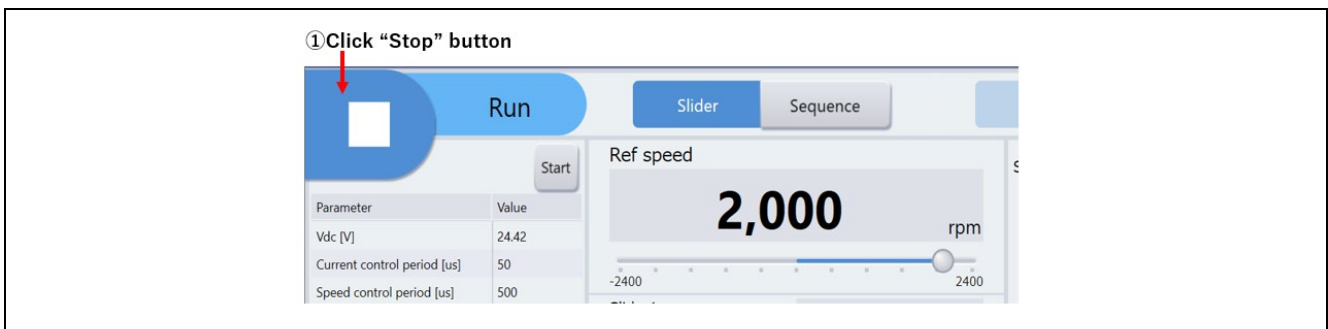 ①Click “Stop” button
Run
Slider
Sequence
Start
Ref speed
2,000
rpm
Parameter
Value
Vdc [V]
24.42
Current control period [us]
50
Speed control period [us]
500
-2400
2400